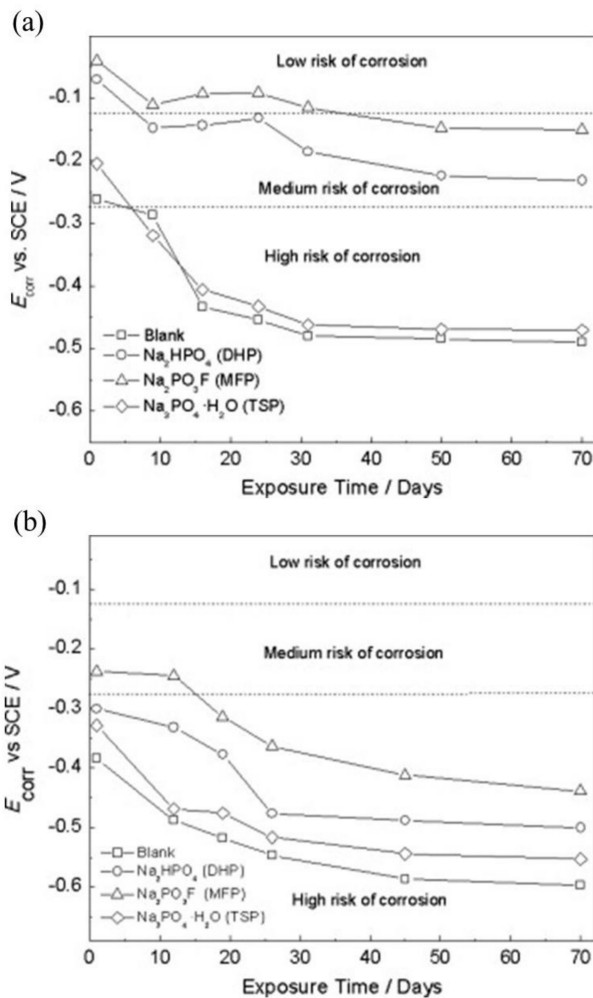 (a)
Low risk of corrosion
-0.1
-0.2
Medium risk of corrosion
-0.3
High risk of corrosion
-0.4
-0.5
-0.6
E_corr vs. SCE / V
Blank
Na₂HPO₄ (DHP)
Na₂PO₃F (MFP)
Na₃PO₄·H₂O (TSP)
0 10 20 30 40 50 60 70
Exposure Time / Days
(b)
Low risk of corrosion
-0.1
-0.2
Medium risk of corrosion
-0.3
-0.4
-0.5
-0.6
E_corr vs SCE / V
Blank
Na₂HPO₄ (DHP)
Na₂PO₃F (MFP)
Na₃PO₄·H₂O (TSP)
High risk of corrosion
0 10 20 30 40 50 60 70
Exposure Time / Days